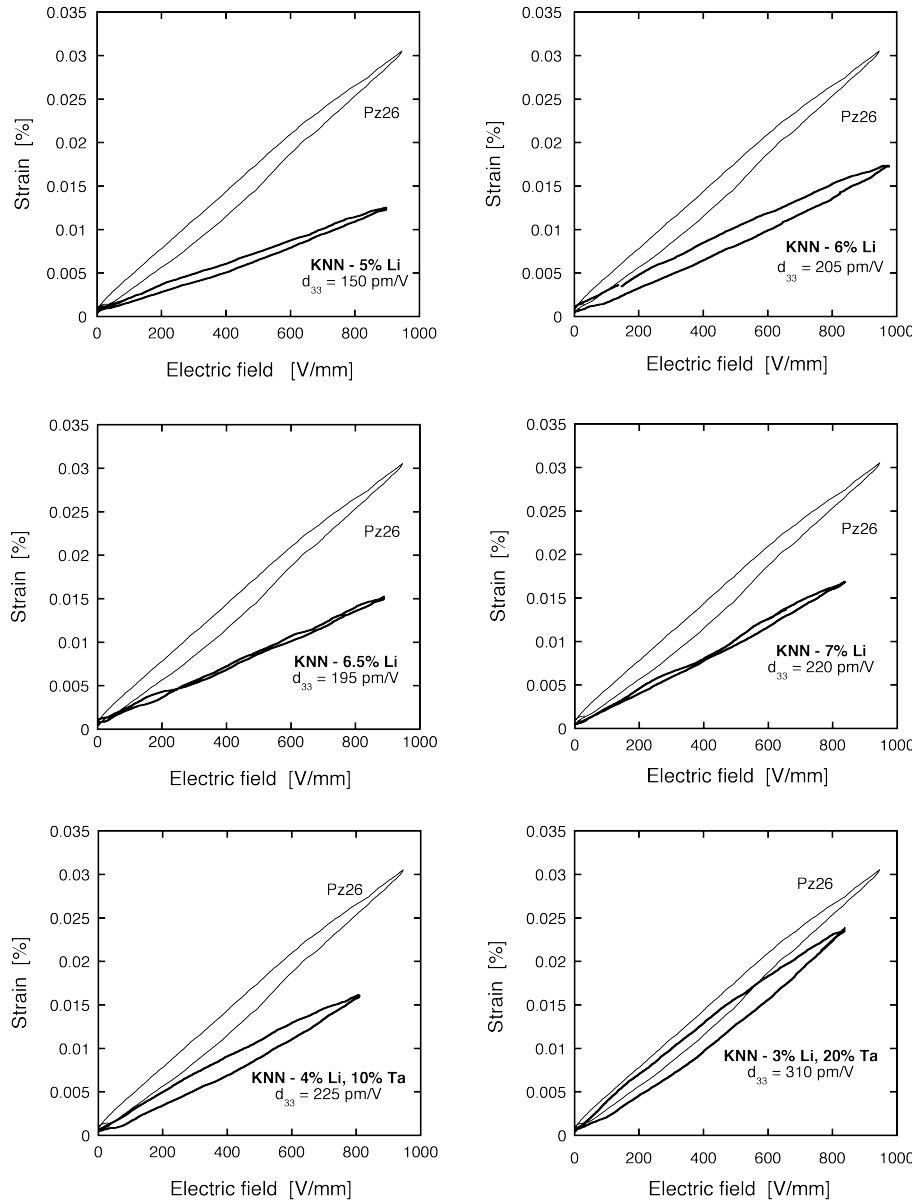 0.035
0.03
0.025
0.02
0.015
0.01
0.005
0
Strain [%]
Pz26
KNN - 5% Li
d33 = 150 pm/V
0 200 400 600 800 1000
Electric field [V/mm]
0.035
0.03
0.025
0.02
0.015
0.01
0.005
0
Strain [%]
Pz26
KNN - 6% Li
d33 = 205 pm/V
0 200 400 600 800 1000
Electric field [V/mm]
0.035
0.03
0.025
0.02
0.015
0.01
0.005
0
Strain [%]
Pz26
KNN - 6.5% Li
d33 = 195 pm/V
0 200 400 600 800 1000
Electric field [V/mm]
0.035
0.03
0.025
0.02
0.015
0.01
0.005
0
Strain [%]
Pz26
KNN - 7% Li
d33 = 220 pm/V
0 200 400 600 800 1000
Electric field [V/mm]
0.035
0.03
0.025
0.02
0.015
0.01
0.005
0
Strain [%]
Pz26
KNN - 4% Li, 10% Ta
d33 = 225 pm/V
0 200 400 600 800 1000
Electric field [V/mm]
0.035
0.03
0.025
0.02
0.015
0.01
0.005
0
Strain [%]
Pz26
KNN - 3% Li, 20% Ta
d33 = 310 pm/V
0 200 400 600 800 1000
Electric field [V/mm]